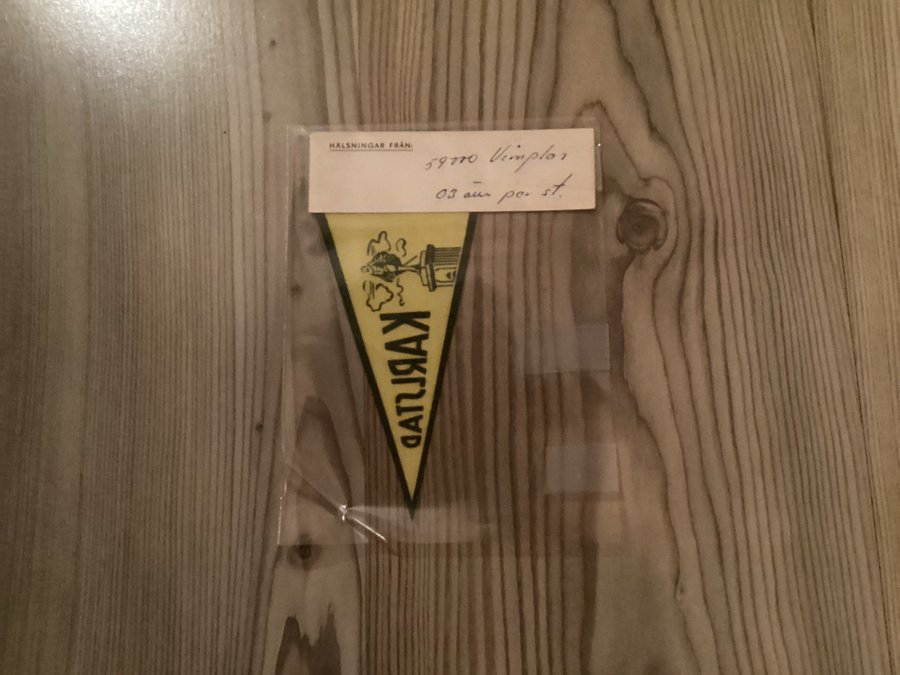 HÄLSNINGAR FRÅN:
59000 Vimplar
03 öre per st.
KARLSTAD